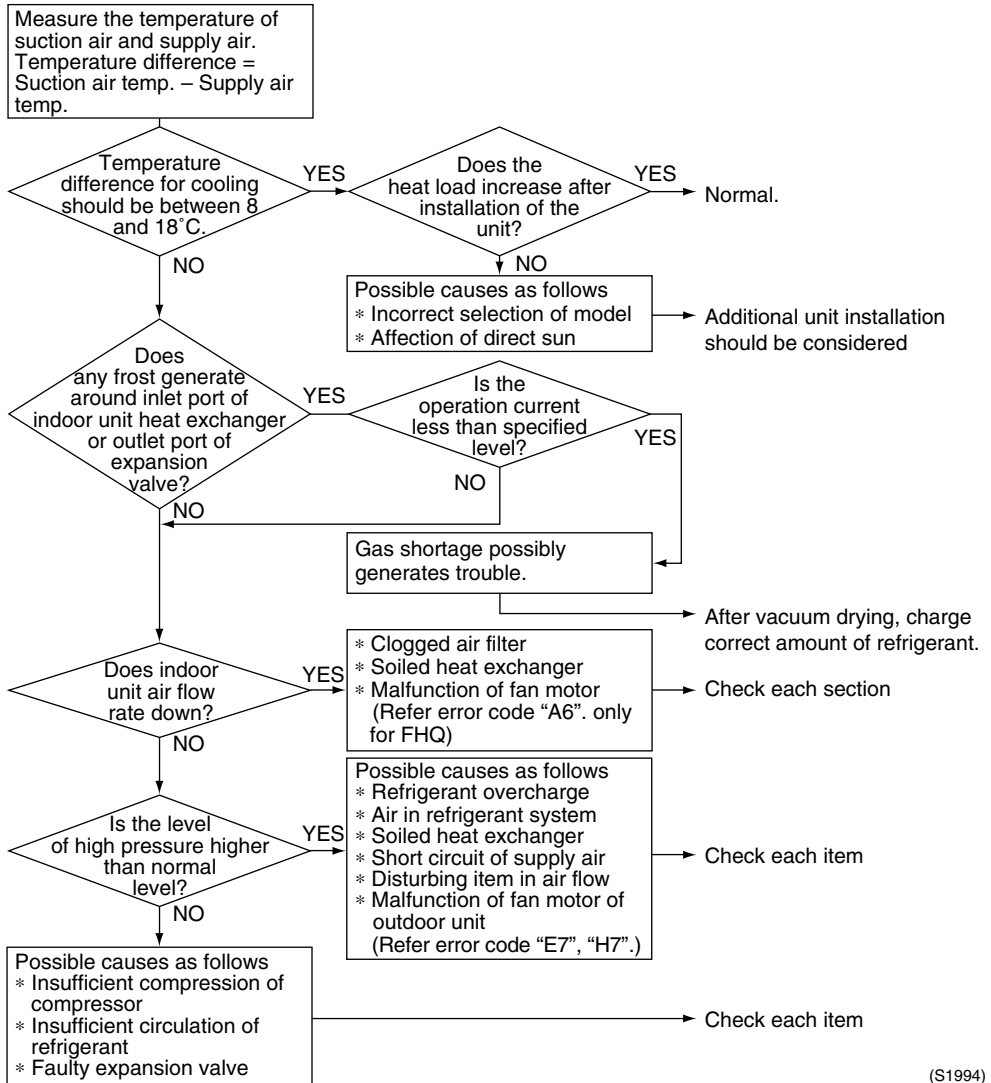 Measure the temperature of
suction air and supply air.
Temperature difference =
Suction air temp. – Supply air
temp.
Temperature
difference for cooling
should be between 8
and 18˚C.
YES
NO
Does the
heat load increase after
installation of the
unit?
YES
Normal.
NO
Possible causes as follows
* Incorrect selection of model
* Affection of direct sun
Additional unit installation
should be considered
Does
any frost generate
around inlet port of
indoor unit heat exchanger
or outlet port of
expansion
valve?
YES
NO
Is the
operation current
less than specified
level?
YES
NO
Gas shortage possibly
generates trouble.
After vacuum drying, charge
correct amount of refrigerant.
Does indoor
unit air flow
rate down?
YES
NO
* Clogged air filter
* Soiled heat exchanger
* Malfunction of fan motor
(Refer error code “A6”. only
for FHQ)
Check each section
Is the level
of high pressure higher
than normal
level?
YES
NO
Possible causes as follows
* Refrigerant overcharge
* Air in refrigerant system
* Soiled heat exchanger
* Short circuit of supply air
* Disturbing item in air flow
* Malfunction of fan motor of
outdoor unit
(Refer error code “E7”, “H7”.)
Check each item
Possible causes as follows
* Insufficient compression of
compressor
* Insufficient circulation of
refrigerant
* Faulty expansion valve
Check each item
(S1994)